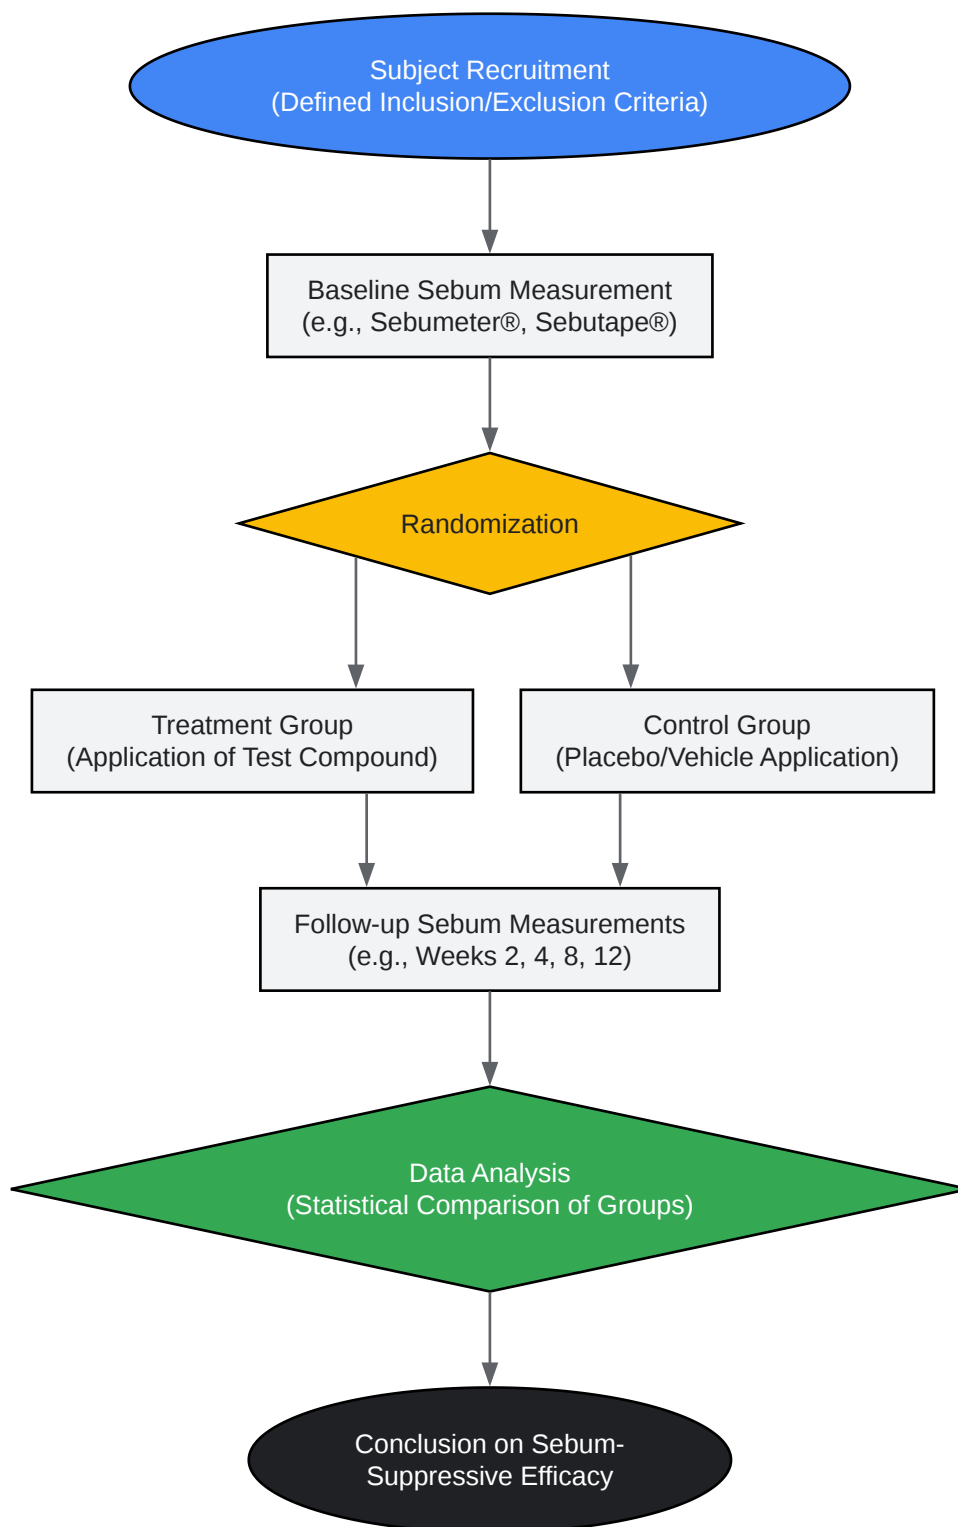 Subject Recruitment
(Defined Inclusion/Exclusion Criteria)
Baseline Sebum Measurement
(e.g., Sebumeter®, Sebutape®)
Randomization
Treatment Group
(Application of Test Compound)
Control Group
(Placebo/Vehicle Application)
Follow-up Sebum Measurements
(e.g., Weeks 2, 4, 8, 12)
Data Analysis
(Statistical Comparison of Groups)
Conclusion on Sebum-
Suppressive Efficacy